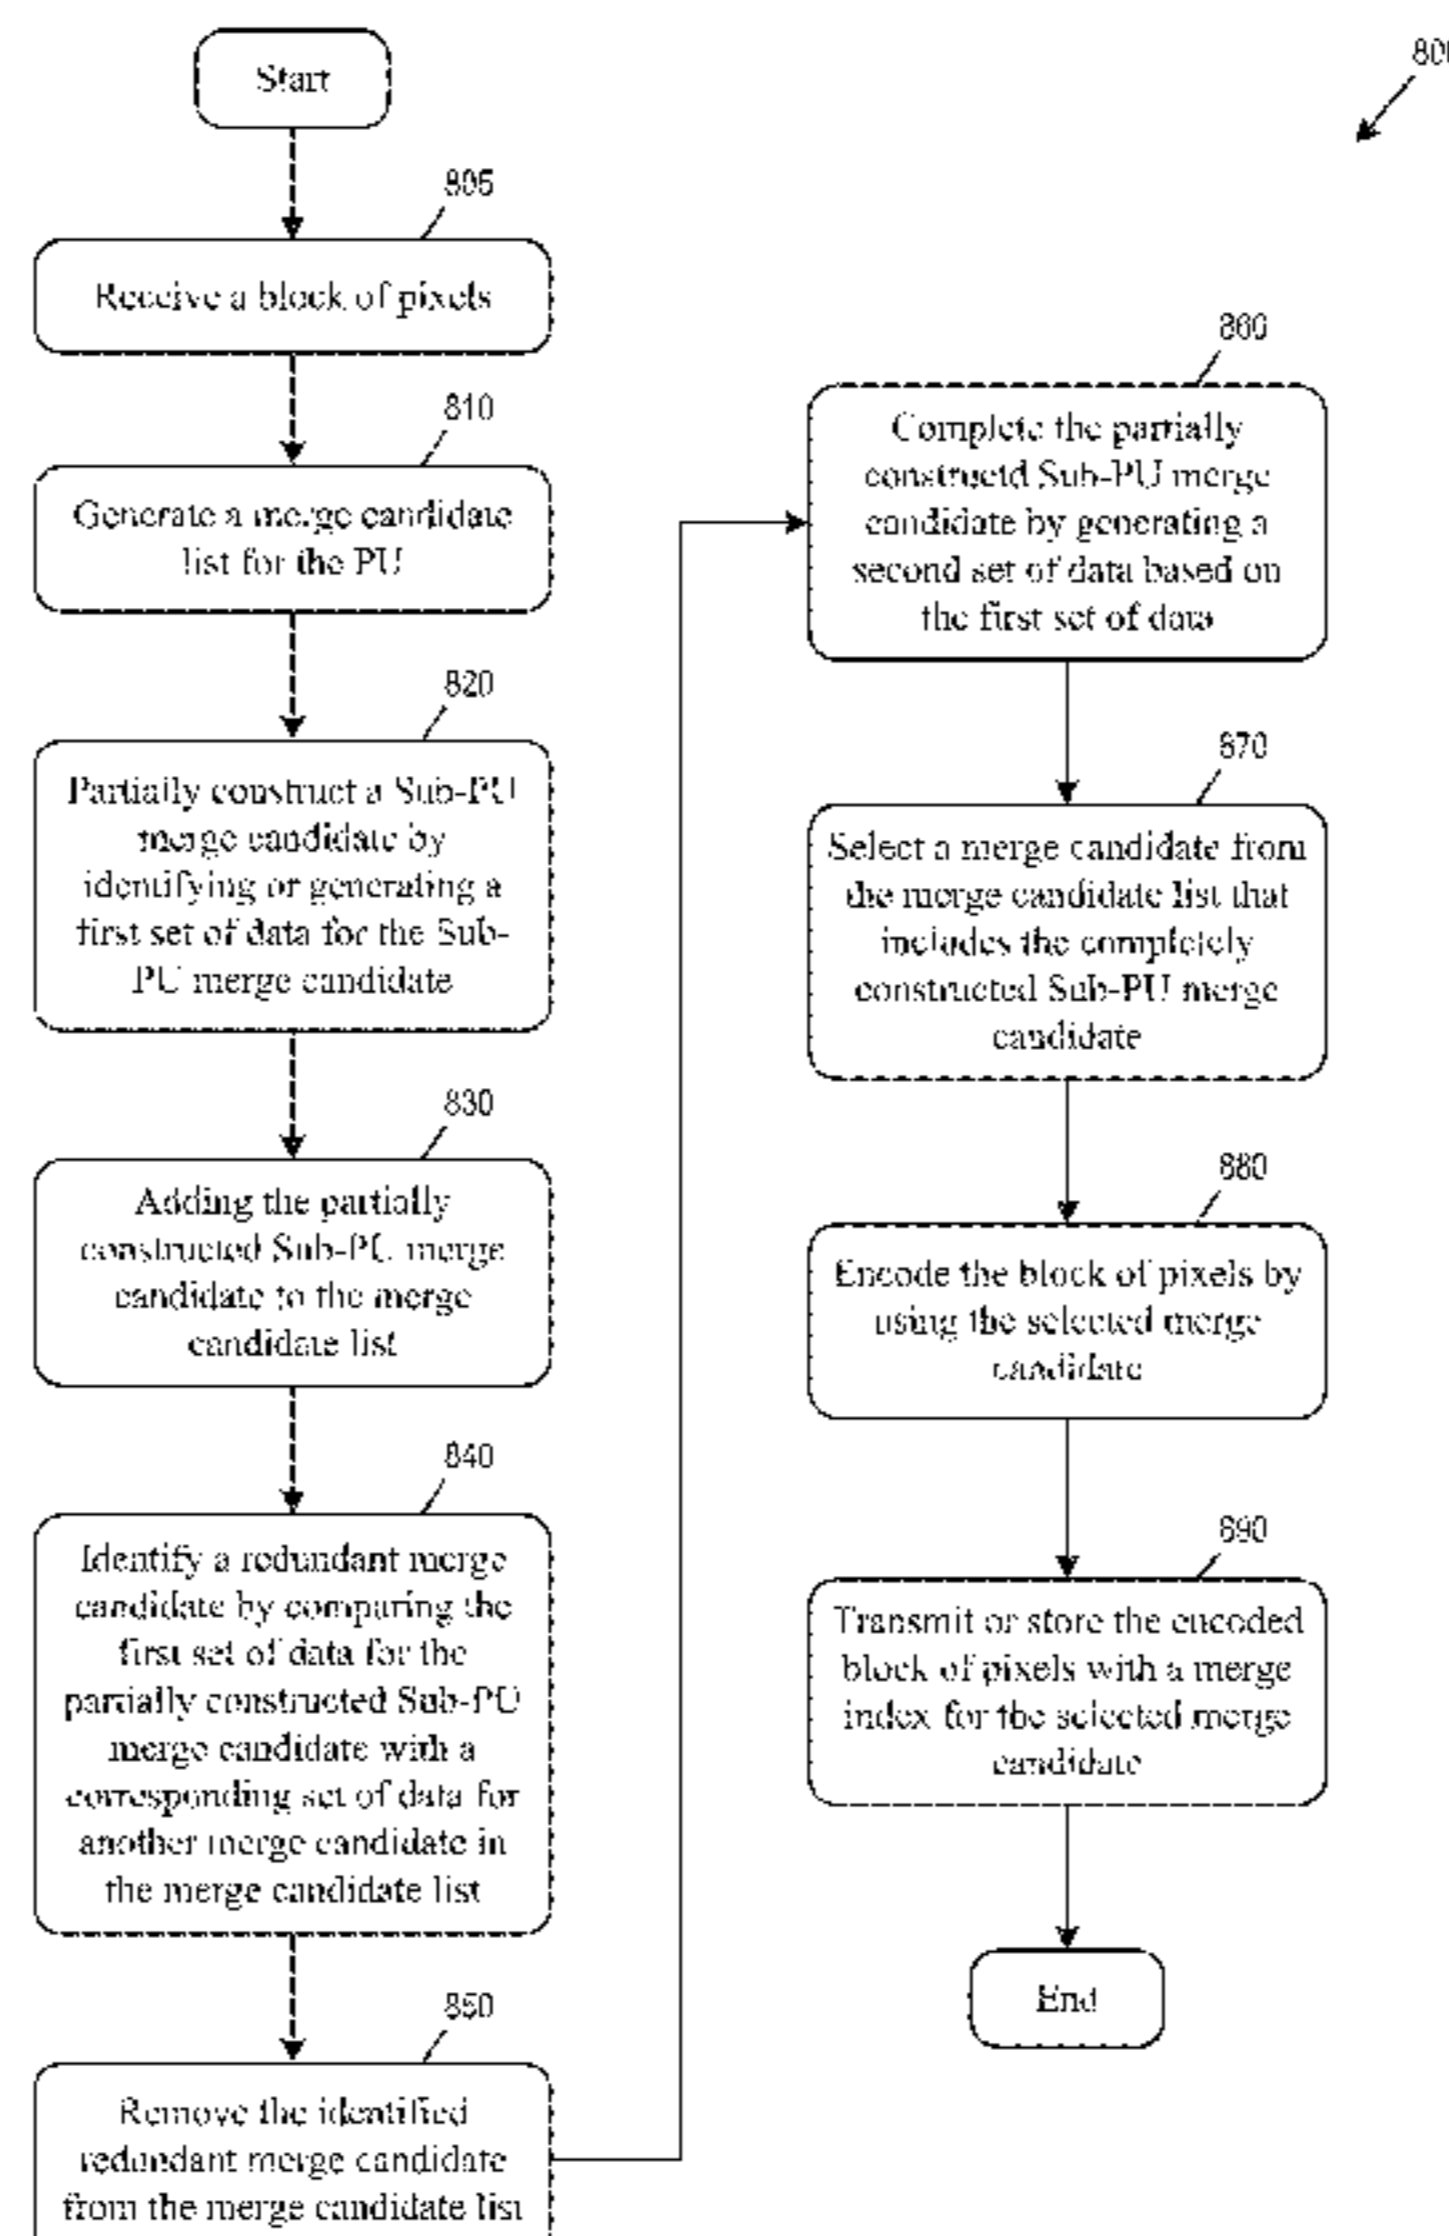 Start
805
Receive a block of pixels
810
Generate a merge candidate
list for the PU
820
Partially construct a Sub-PU
merge candidate by
identifying or generating a
first set of data for the Sub-
PU merge candidate
830
Adding the partially
constructed Sub-PU merge
candidate to the merge
candidate list
840
Identify a redundant merge
candidate by comparing the
first set of data for the
partially constructed Sub-PU
merge candidate with a
corresponding set of data for
another merge candidate in
the merge candidate list
850
Remove the identified
redundant merge candidate
from the merge candidate list
800
860
Complete the partially
constructd Sub-PU merge
candidate by generating a
second set of data based on
the first set of data
870
Select a merge candidate from
the merge candidate list that
includes the completely
constructed Sub-PU merge
candidate
880
Encode the block of pixels by
using the selected merge
candidate
890
Transmit or store the encoded
block of pixels with a merge
index for the selected merge
candidate
End